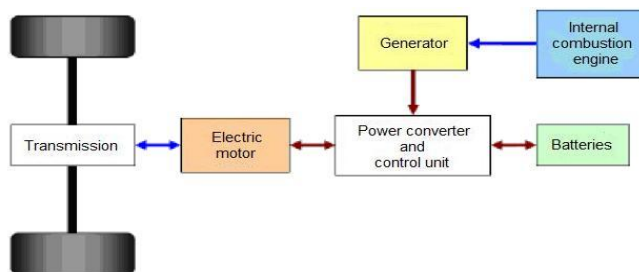 Generator
Internal
combustion
engine
Transmission
Electric
motor
Power converter
and
control unit
Batteries